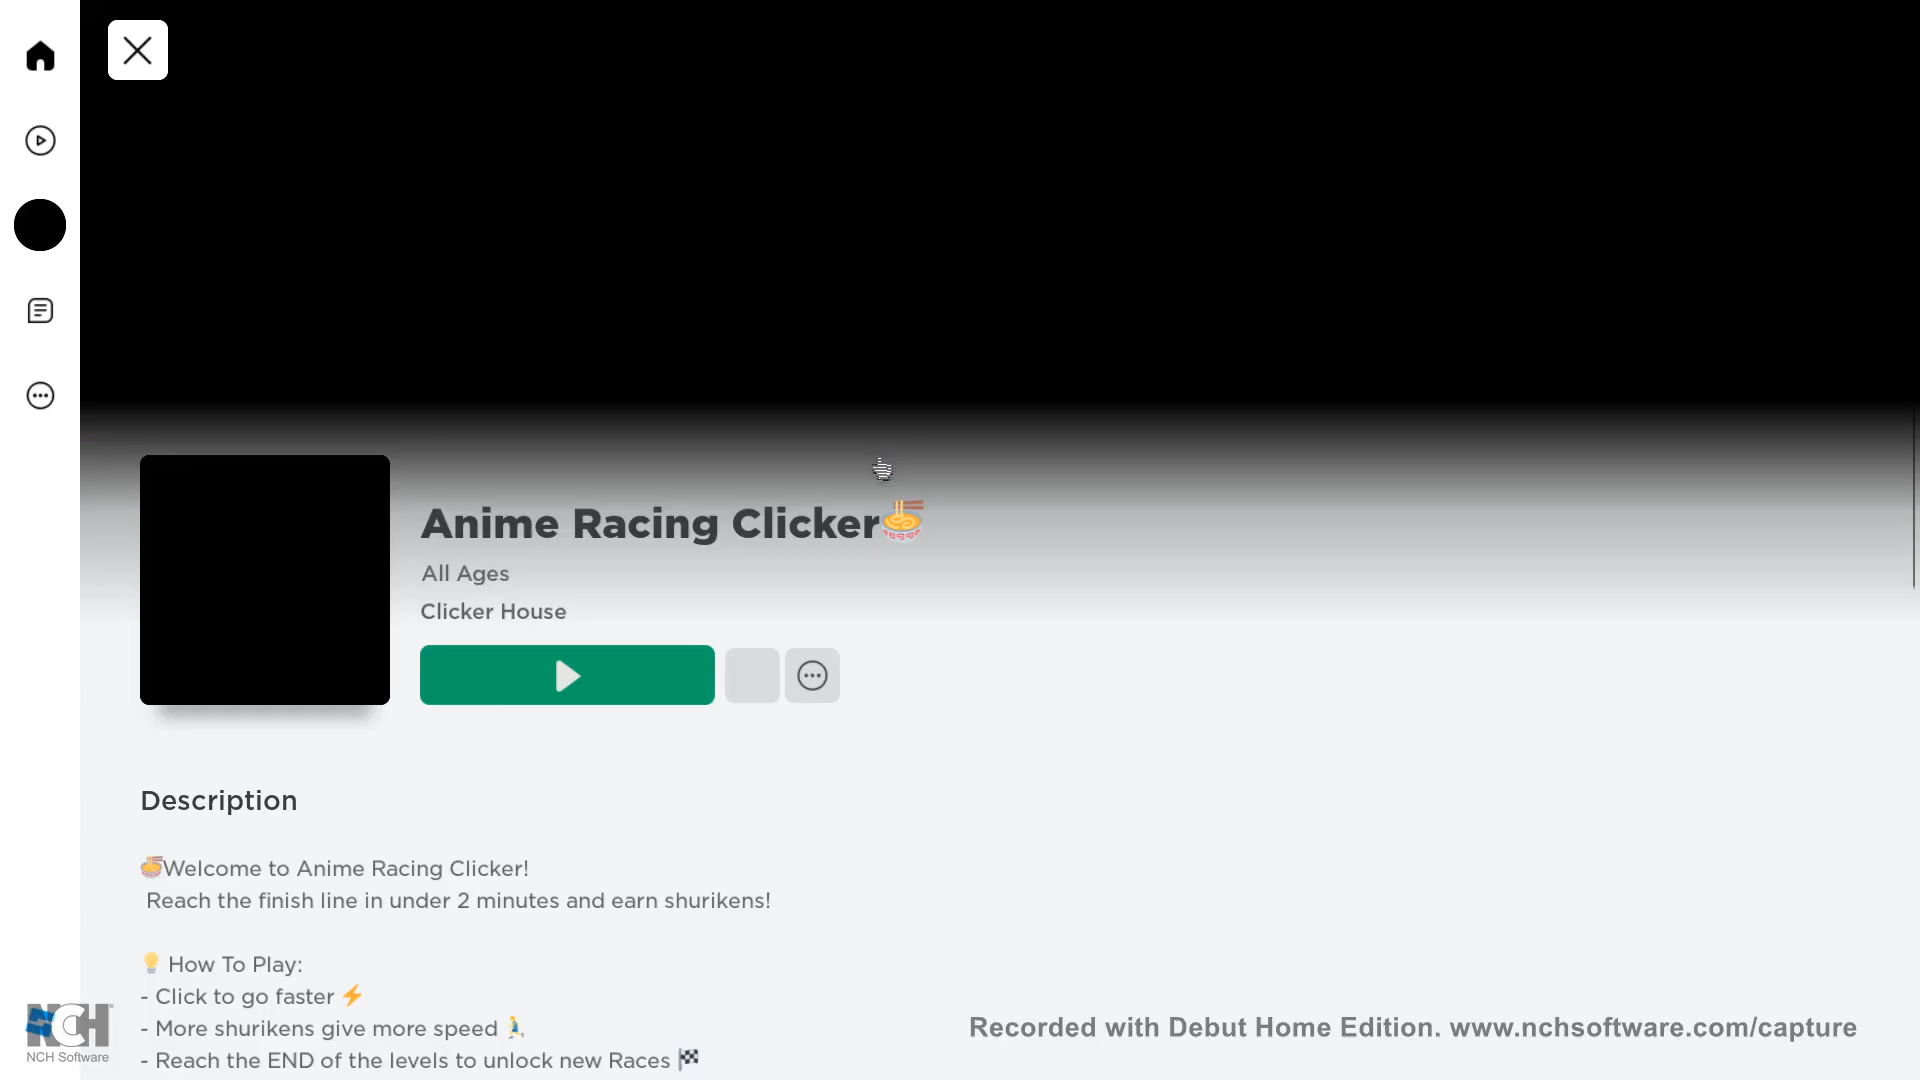 Anime Racing Clicker🍜
All Ages
Clicker House
Description
🍜Welcome to Anime Racing Clicker!
Reach the finish line in under 2 minutes and earn shurikens!
💡 How To Play:
- Click to go faster ⚡
- More shurikens give more speed 🏃‍♂️
- Reach the END of the levels to unlock new Races 🏁
NCH
NCH Software
Recorded with Debut Home Edition. www.nchsoftware.com/capture